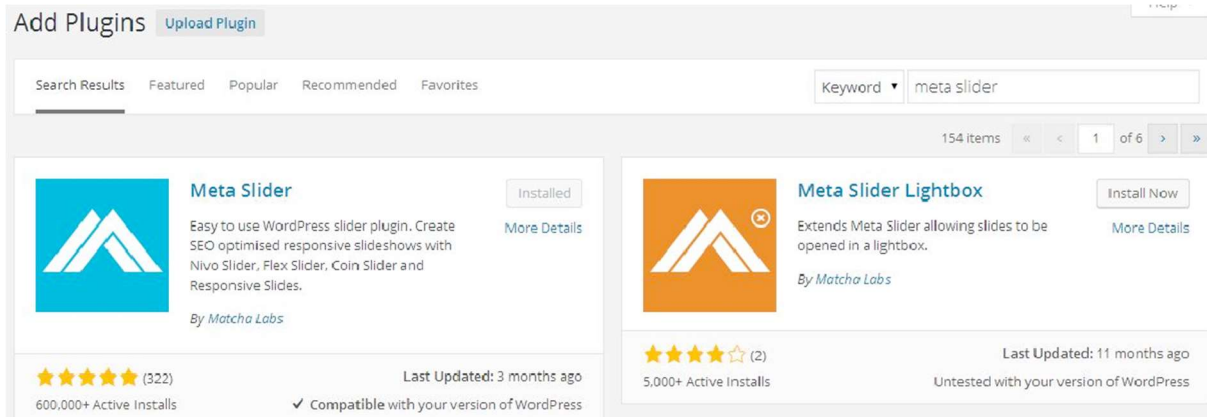 Add Plugins Upload Plugin
Search Results Featured Popular Recommended Favorites Keyword meta slider
154 items « ‹ 1 of 6 › »
Meta Slider
Installed
Easy to use WordPress slider plugin. Create
SEO optimised responsive slideshows with
Nivo Slider, Flex Slider, Coin Slider and
Responsive Slides.
More Details
By Matcha Labs
(322)
Last Updated: 3 months ago
600,000+ Active Installs
✓ Compatible with your version of WordPress
Meta Slider Lightbox
Install Now
Extends Meta Slider allowing slides to be
opened in a lightbox.
More Details
By Matcha Labs
(2)
Last Updated: 11 months ago
5,000+ Active Installs
Untested with your version of WordPress